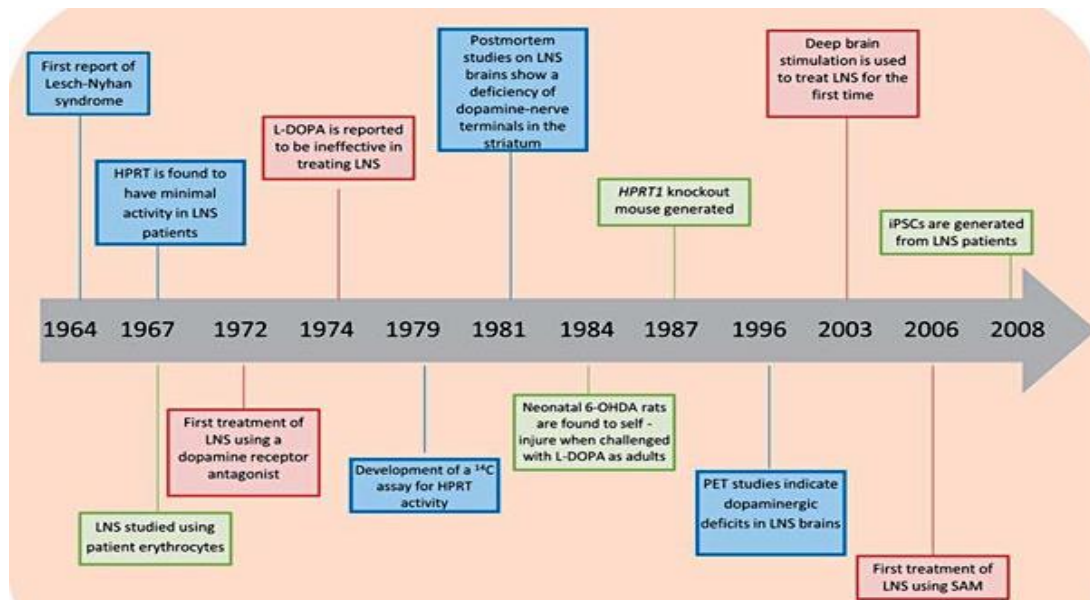 First report of
Lesch-Nyhan
syndrome
HPRT is found to
have minimal
activity in LNS
patients
L-DOPA is reported
to be ineffective in
treating LNS
Postmortem
studies on LNS
brains show a
deficiency of
dopamine-nerve
terminals in the
striatum
HPRT1 knockout
mouse generated
Deep brain
stimulation is used
to treat LNS for the
first time
iPSCs are generated
from LNS patients
1964 1967 1972 1974 1979 1981 1984 1987 1996 2003 2006 2008
LNS studied using
patient erythrocytes
First treatment of
LNS using a
dopamine receptor
antagonist
Development of a ¹⁴C
assay for HPRT
activity
Neonatal 6-OHDA rats
are found to self -
injure when challenged
with L-DOPA as adults
PET studies indicate
dopaminergic
deficits in LNS brains
First treatment of
LNS using SAM